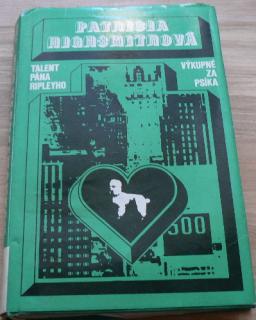 PATRICIA
HIGHSMITHOVÁ
TALENT
PÁNA
RIPLEYHO
VÝKUPNÉ
ZA
PSÍKA
500